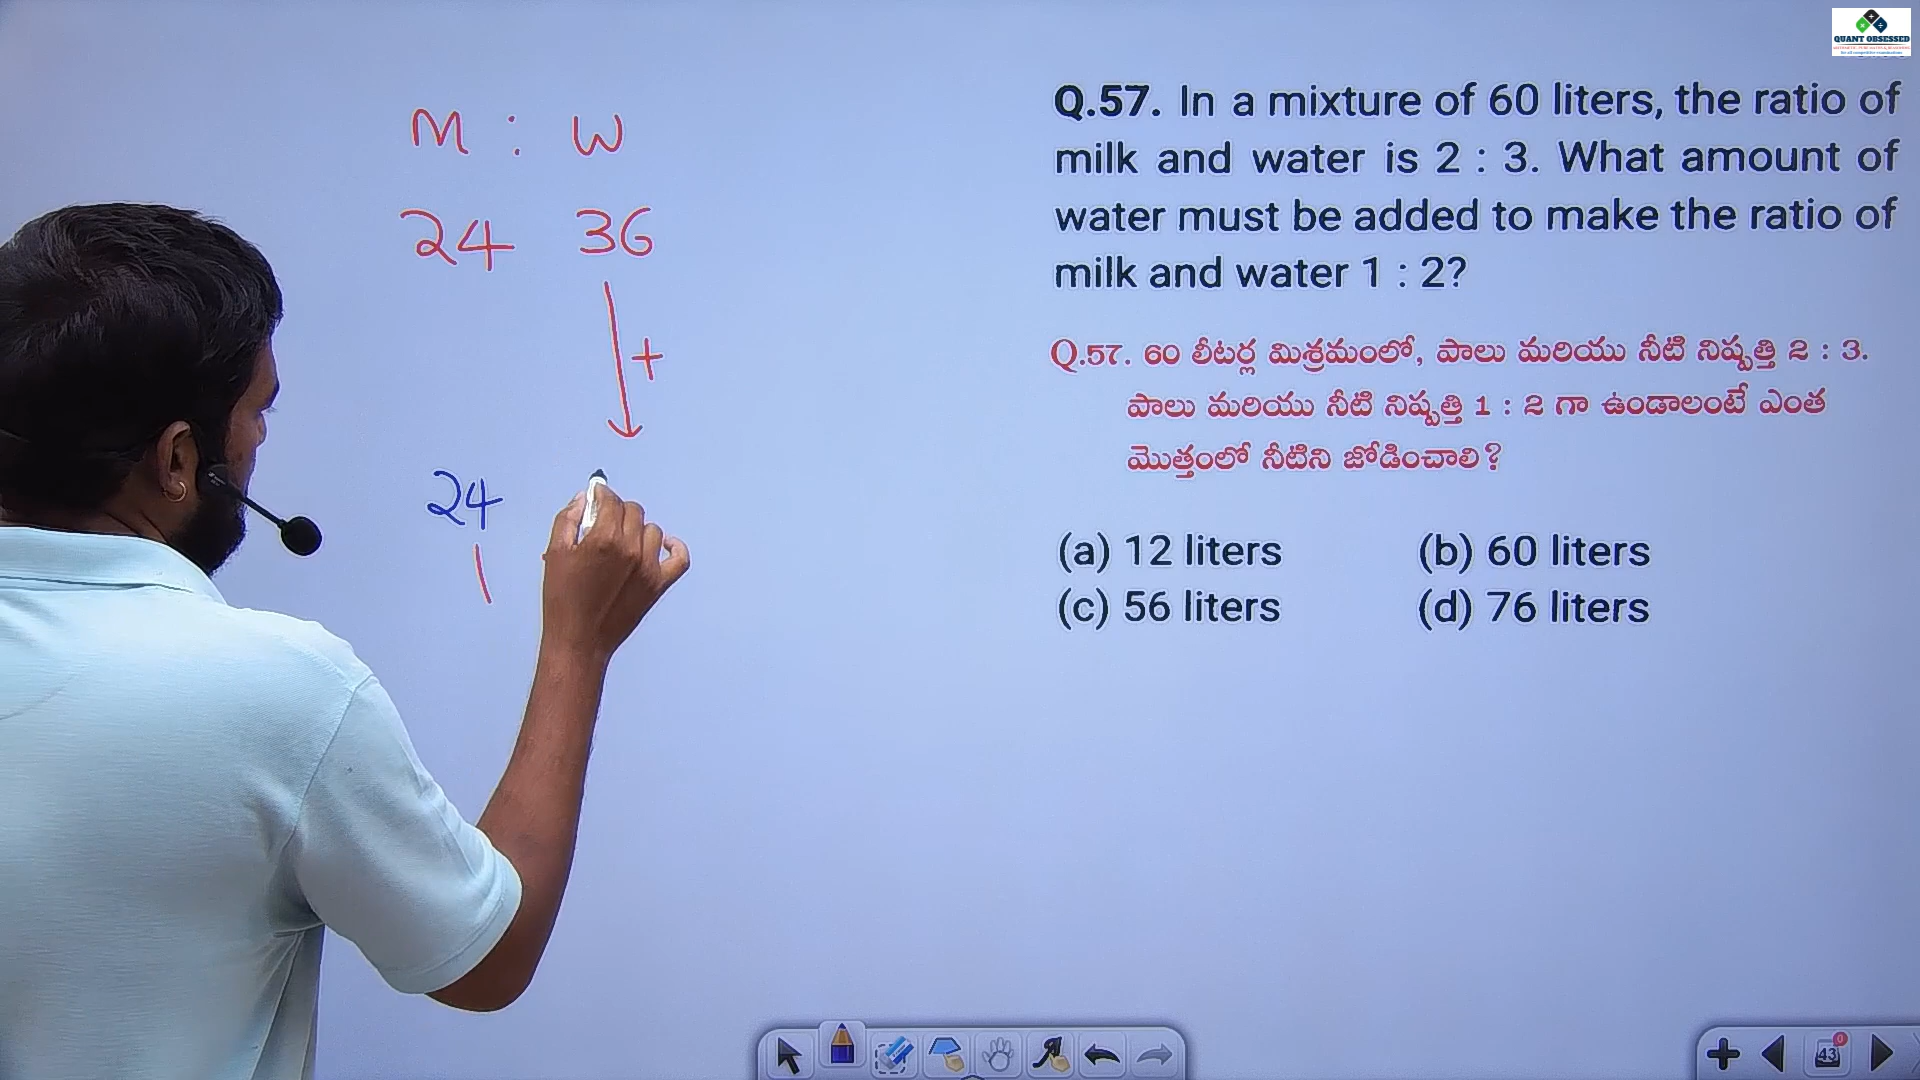 QUANT OBSESSED
M : W
24 36
+
24
1
Q.57. In a mixture of 60 liters, the ratio of
milk and water is 2 : 3. What amount of
water must be added to make the ratio of
milk and water 1 : 2?
Q.57. 60 లీటర్ల మిశ్రమంలో, పాలు మరియు నీటి నిష్పత్తి 2 : 3.
పాలు మరియు నీటి నిష్పత్తి 1 : 2 గా ఉండాలంటే ఎంత
మొత్తంలో నీటిని జోడించాలి?
(a) 12 liters (b) 60 liters
(c) 56 liters (d) 76 liters
43
0